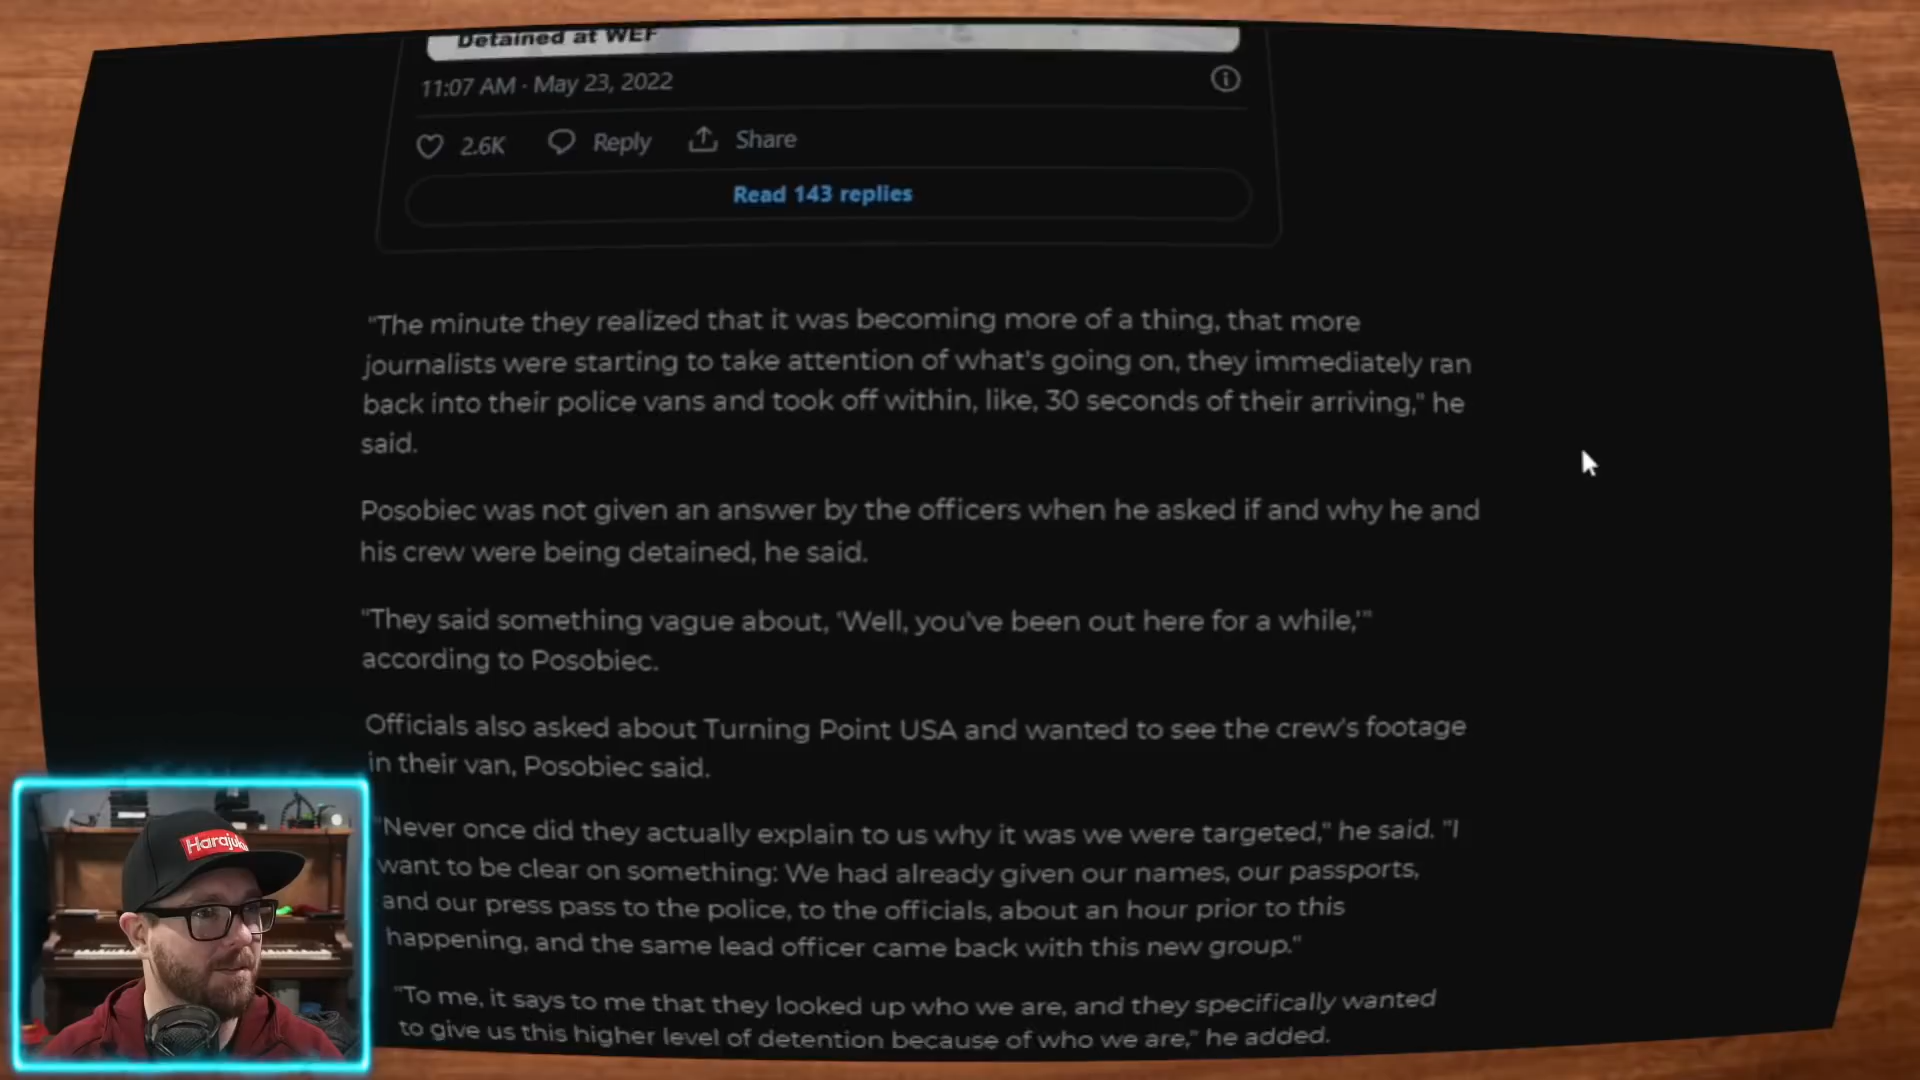 Detained at WEF
11:07 AM · May 23, 2022
2.6K Reply Share
Read 143 replies
"The minute they realized that it was becoming more of a thing, that more
journalists were starting to take attention of what's going on, they immediately ran
back into their police vans and took off within, like, 30 seconds of their arriving," he
said.
Posobiec was not given an answer by the officers when he asked if and why he and
his crew were being detained, he said.
"They said something vague about, 'Well, you've been out here for a while,'"
according to Posobiec.
Officials also asked about Turning Point USA and wanted to see the crew's footage
in their van, Posobiec said.
"Never once did they actually explain to us why it was we were targeted," he said. "I
want to be clear on something: We had already given our names, our passports,
and our press pass to the police, to the officials, about an hour prior to this
happening, and the same lead officer came back with this new group."
"To me, it says to me that they looked up who we are, and they specifically wanted
to give us this higher level of detention because of who we are," he added.